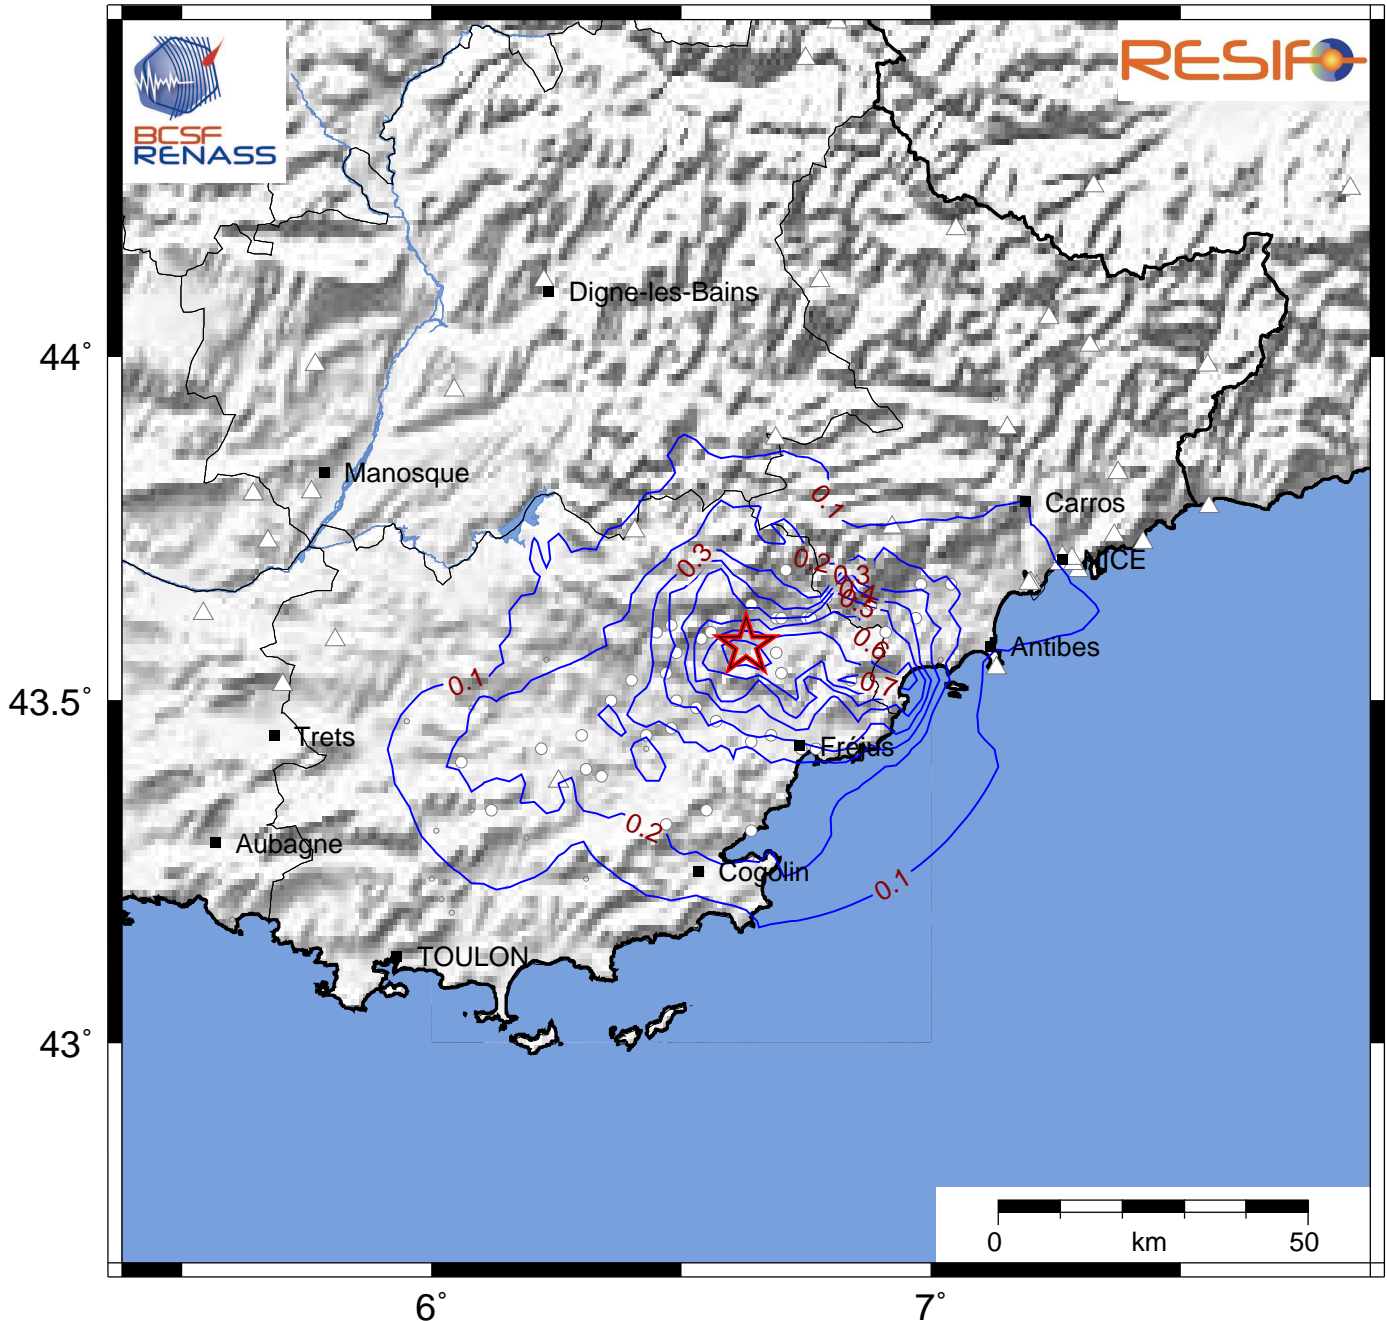 BCSF
RENASS
RESIF
Digne-les-Bains
44°
Manosque
0.1
Carros
0.3
0.2
0.3
NICE
0.4
0.5
0.6
Antibes
0.1
0.7
43.5°
Trets
Fréjus
0.2
Aubagne
Cogolin
0.1
TOULON
43°
0
km
50
6°
7°